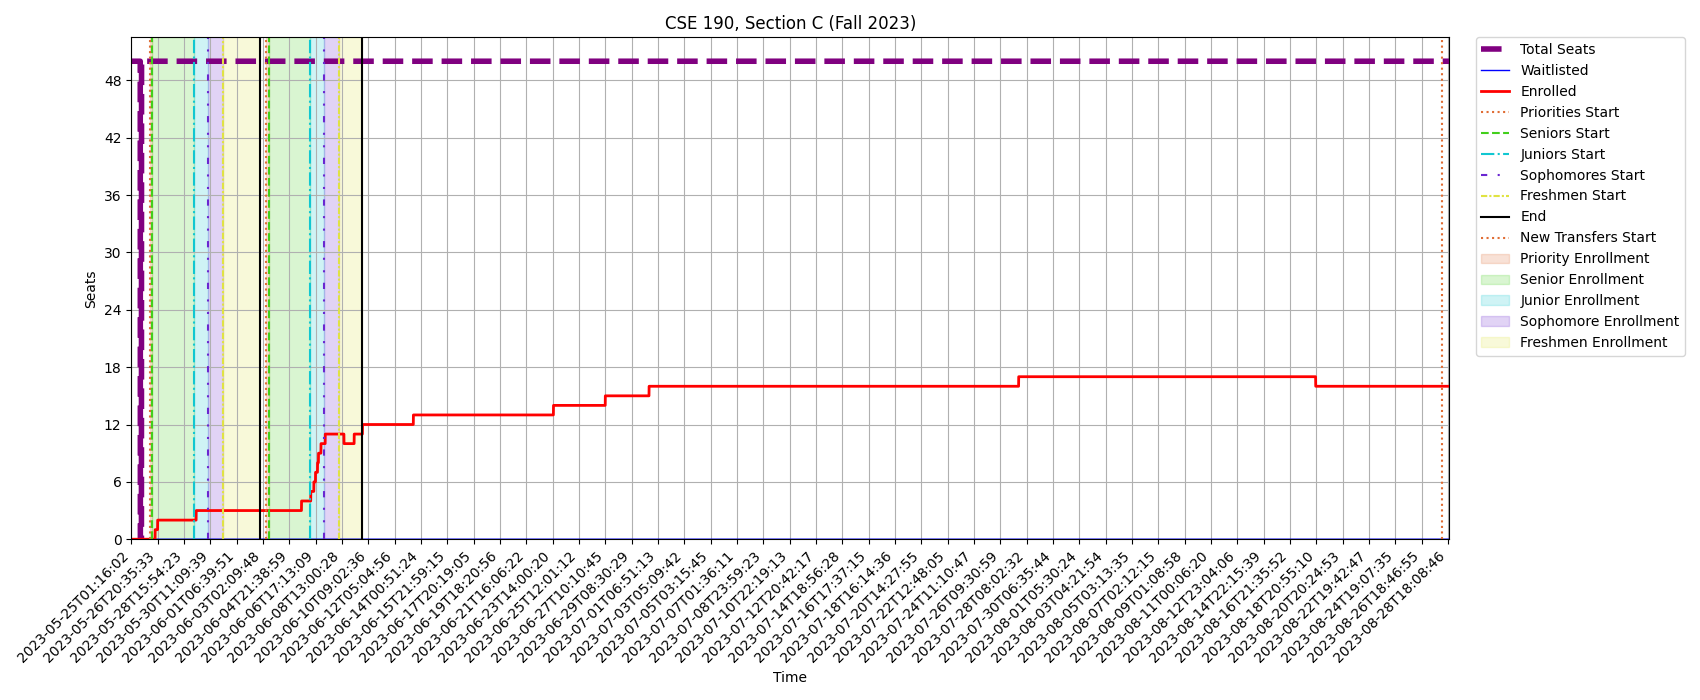 CSE 190, Section C (Fall 2023)
Total Seats
Waitlisted
Enrolled
Priorities Start
Seniors Start
Juniors Start
Sophomores Start
Freshmen Start
End
New Transfers Start
Priority Enrollment
Senior Enrollment
Junior Enrollment
Sophomore Enrollment
Freshmen Enrollment
Seats
48
42
36
30
24
18
12
6
0
2023-05-25T01:16:02
2023-05-26T20:35:33
2023-05-28T15:54:23
2023-05-30T11:09:39
2023-06-01T06:39:51
2023-06-03T02:09:48
2023-06-04T21:38:59
2023-06-06T17:13:09
2023-06-08T13:00:28
2023-06-10T09:02:36
2023-06-12T05:04:56
2023-06-14T00:51:24
2023-06-15T21:59:15
2023-06-17T20:19:05
2023-06-19T18:20:56
2023-06-21T16:06:22
2023-06-23T14:00:20
2023-06-25T12:01:12
2023-06-27T10:10:45
2023-06-29T08:30:29
2023-07-01T06:51:13
2023-07-03T05:09:42
2023-07-05T03:15:45
2023-07-07T01:36:11
2023-07-08T23:59:23
2023-07-10T22:19:13
2023-07-12T20:42:17
2023-07-14T18:56:28
2023-07-16T17:37:15
2023-07-18T16:14:36
2023-07-20T14:27:55
2023-07-22T12:48:05
2023-07-24T11:10:47
2023-07-26T09:30:59
2023-07-28T08:02:32
2023-07-30T06:35:44
2023-08-01T05:30:24
2023-08-03T04:21:54
2023-08-05T03:13:35
2023-08-07T02:12:15
2023-08-09T01:08:58
2023-08-11T00:06:20
2023-08-12T23:04:06
2023-08-14T22:15:39
2023-08-16T21:35:52
2023-08-18T20:55:10
2023-08-20T20:24:53
2023-08-22T19:42:47
2023-08-24T19:07:35
2023-08-26T18:46:55
2023-08-28T18:08:46
Time